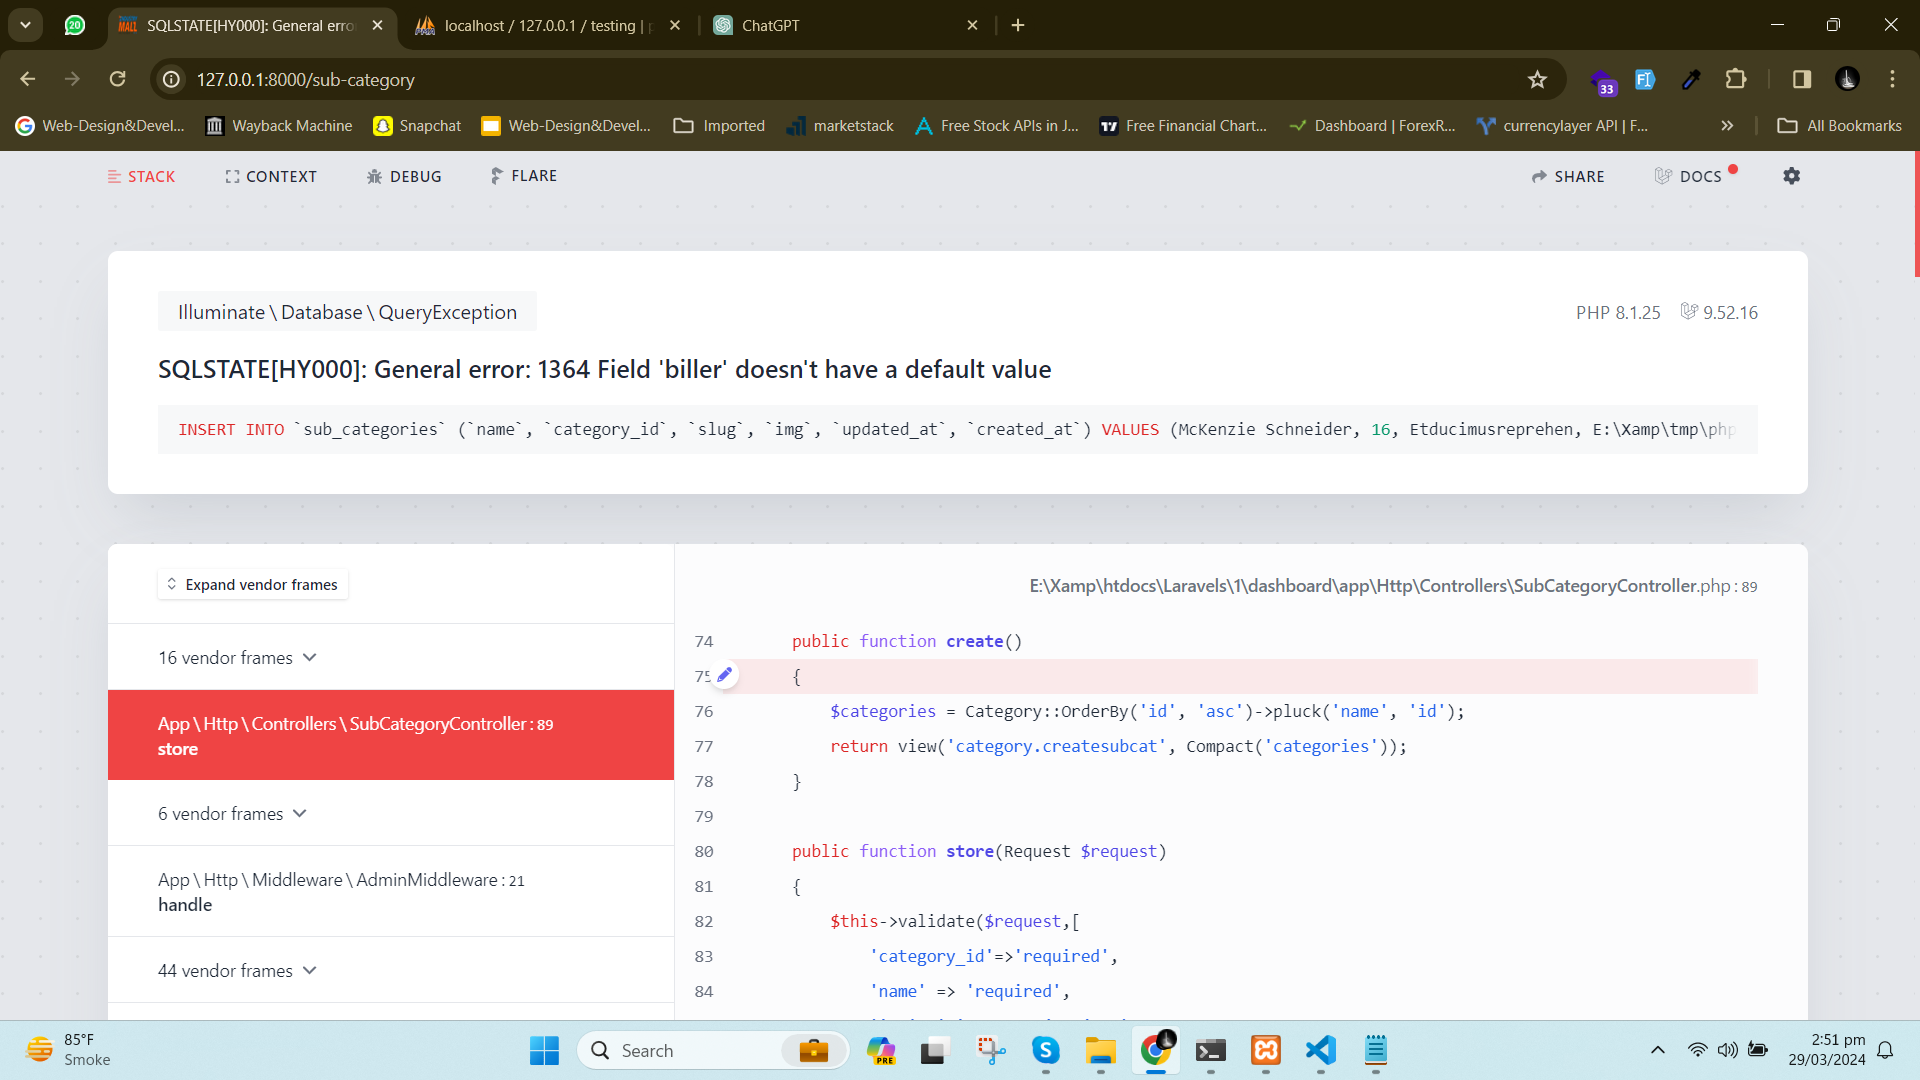 20
SQLSTATE[HY000]: General erro
localhost / 127.0.0.1 / testing |
ChatGPT
127.0.0.1:8000/sub-category
33
Web-Design&Devel...
Wayback Machine
Snapchat
Web-Design&Devel...
Imported
marketstack
Free Stock APIs in J...
Free Financial Chart...
Dashboard | ForexR...
currencylayer API | F...
All Bookmarks
STACK
CONTEXT
DEBUG
FLARE
SHARE
DOCS
Illuminate \ Database \ QueryException
PHP 8.1.25
9.52.16
SQLSTATE[HY000]: General error: 1364 Field 'biller' doesn't have a default value
INSERT INTO `sub_categories` (`name`, `category_id`, `slug`, `img`, `updated_at`, `created_at`) VALUES (McKenzie Schneider, 16, Etducimusreprehen, E:\Xamp\tmp\php
Expand vendor frames
16 vendor frames
App \ Http \ Controllers \ SubCategoryController : 89
store
6 vendor frames
App \ Http \ Middleware \ AdminMiddleware : 21
handle
44 vendor frames
E:\Xamp\htdocs\Laravels\1\dashboard\app\Http\Controllers\SubCategoryController.php : 89
74 public function create()
75 {
76 $categories = Category::OrderBy('id', 'asc')->pluck('name', 'id');
77 return view('category.createsubcat', Compact('categories'));
78 }
79
80 public function store(Request $request)
81 {
82 $this->validate($request,[
83 'category_id'=>'required',
84 'name' => 'required',
85°F
Smoke
Search
PRE
2:51 pm
29/03/2024